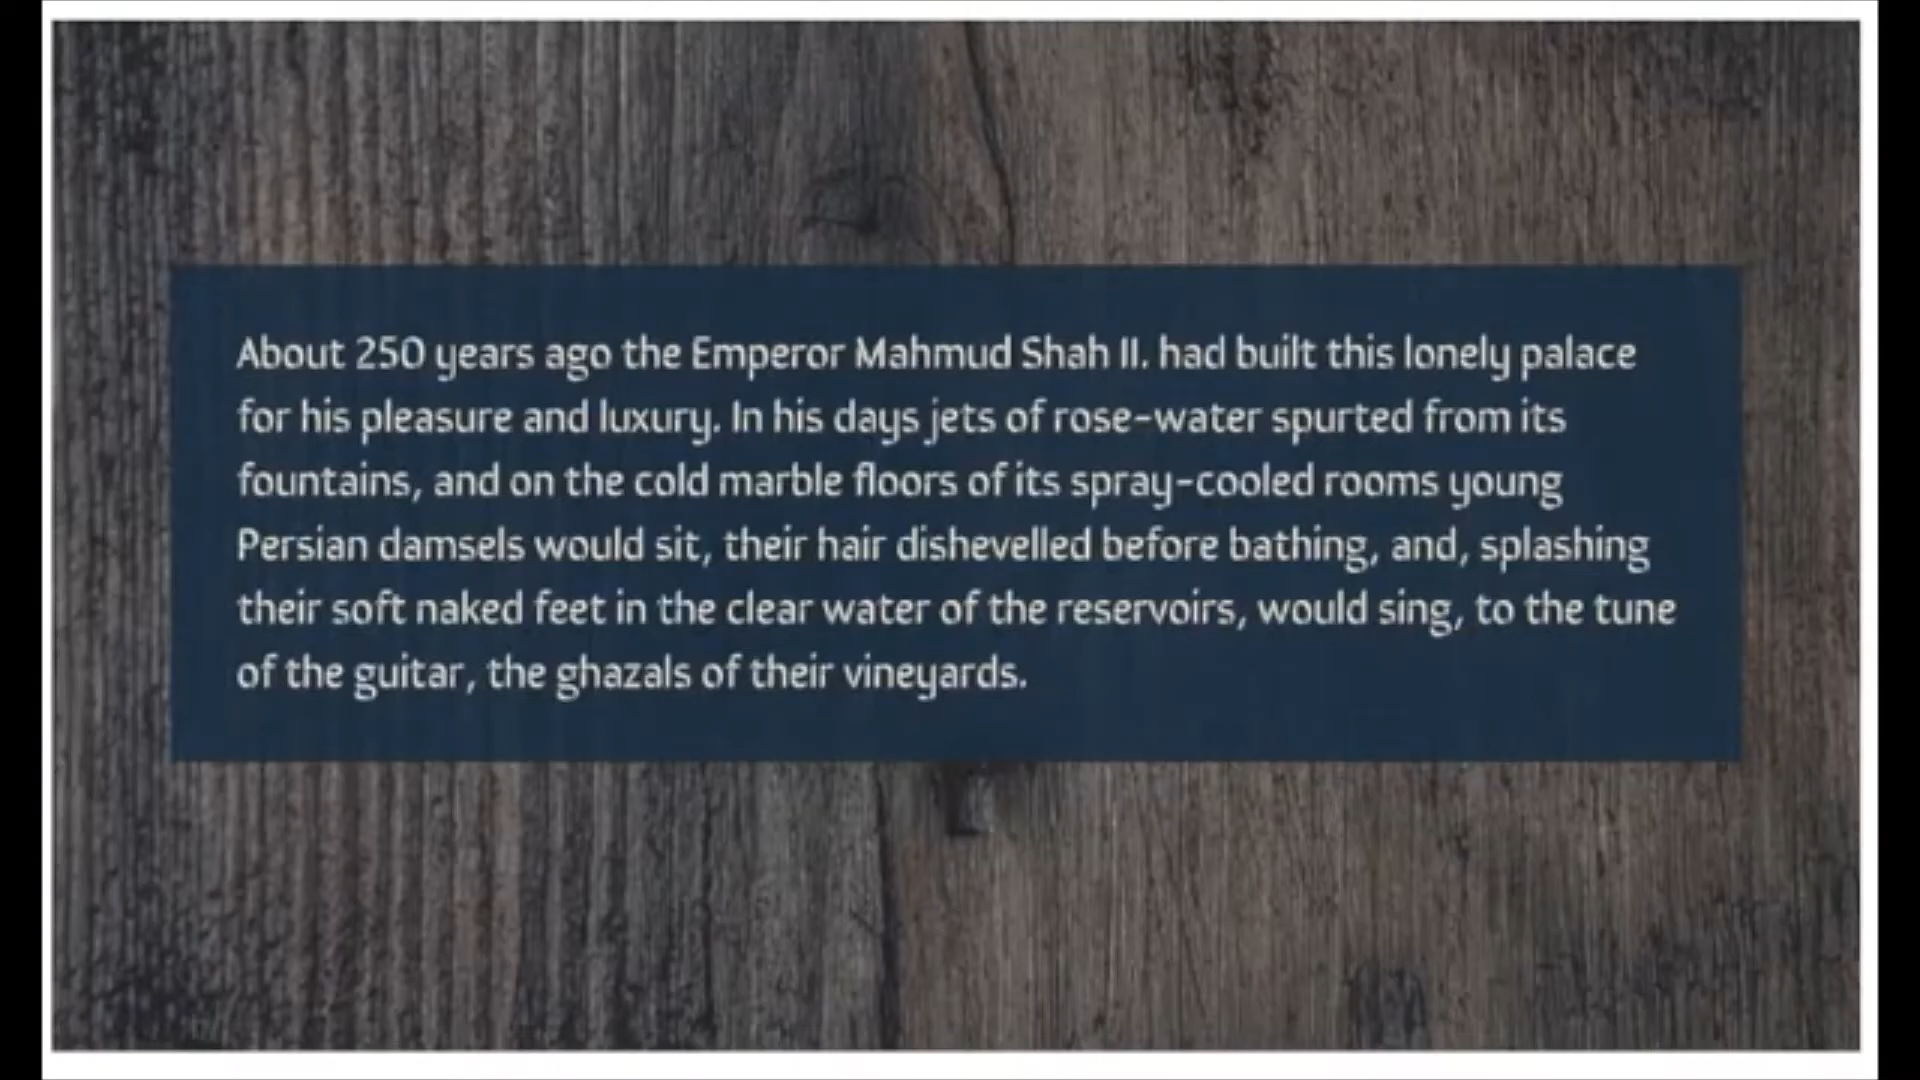 About 250 years ago the Emperor Mahmud Shah II. had built this lonely palace
for his pleasure and luxury. In his days jets of rose-water spurted from its
fountains, and on the cold marble floors of its spray-cooled rooms young
Persian damsels would sit, their hair dishevelled before bathing, and, splashing
their soft naked feet in the clear water of the reservoirs, would sing, to the tune
of the guitar, the ghazals of their vineyards.